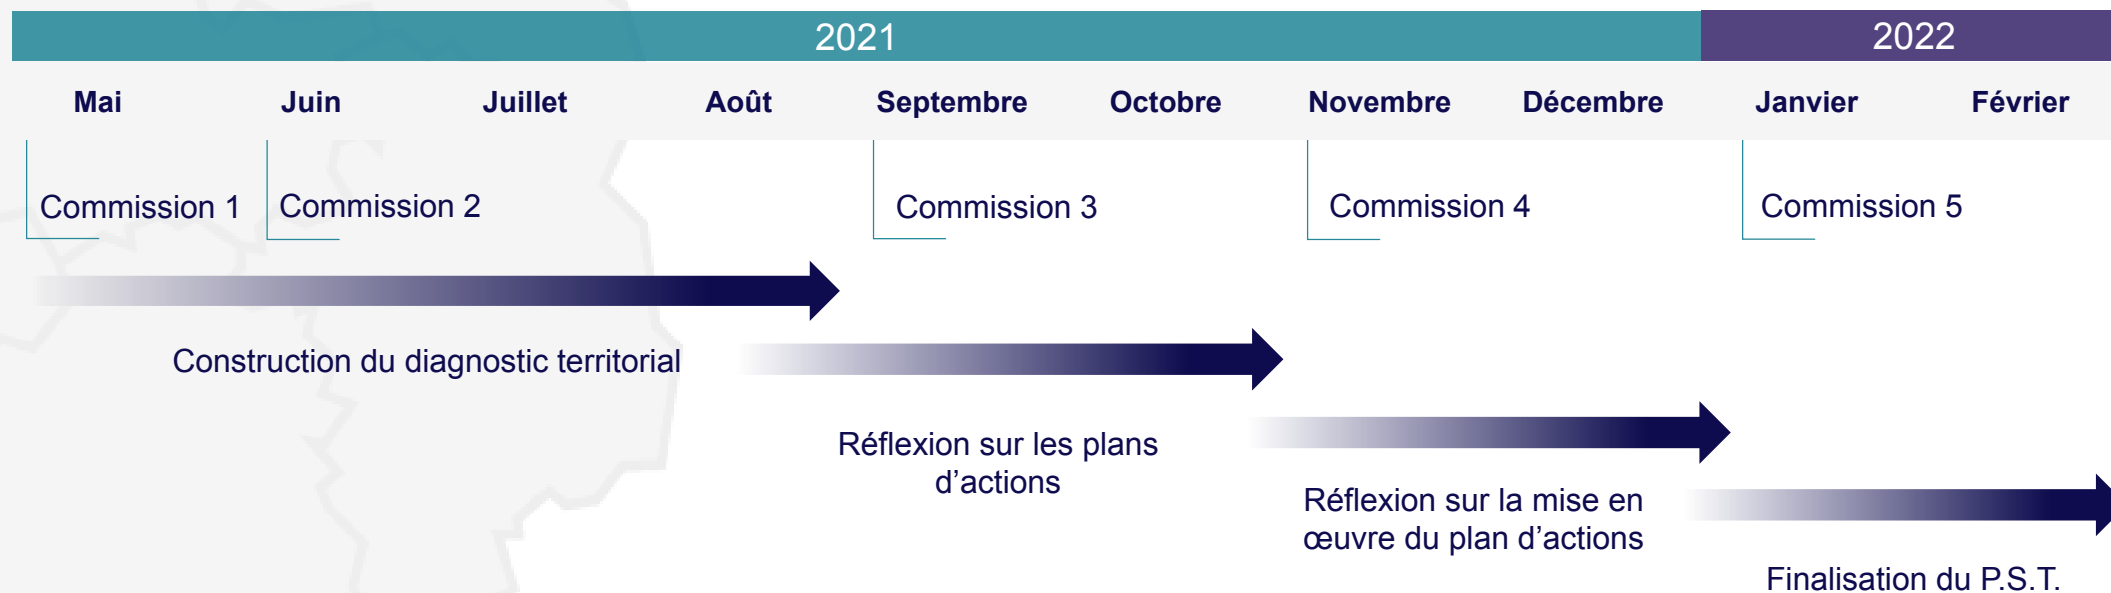 2021
2022
Mai Juin Juillet Août Septembre Octobre Novembre Décembre Janvier Février
Commission 1
Commission 2
Commission 3
Commission 4
Commission 5
Construction du diagnostic territorial
Réflexion sur les plans
d’actions
Réflexion sur la mise en
œuvre du plan d’actions
Finalisation du P.S.T.